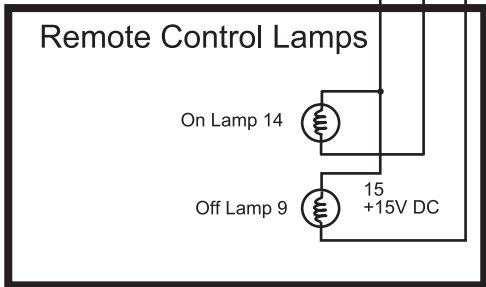 Remote Control Lamps
On Lamp 14
Off Lamp 9
15
+15V DC